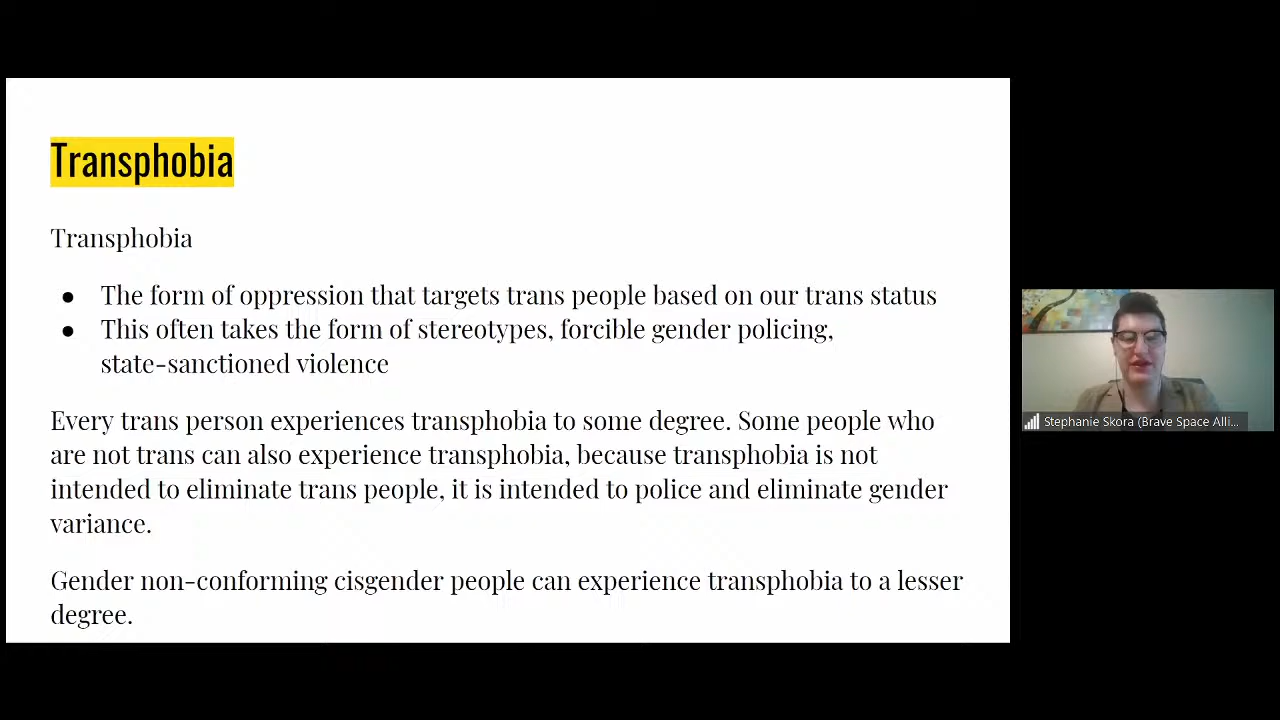 Transphobia
Transphobia
● The form of oppression that targets trans people based on our trans status
● This often takes the form of stereotypes, forcible gender policing,
state-sanctioned violence
Every trans person experiences transphobia to some degree. Some people who
are not trans can also experience transphobia, because transphobia is not
intended to eliminate trans people, it is intended to police and eliminate gender
variance.
Gender non-conforming cisgender people can experience transphobia to a lesser
degree.
Stephanie Skora (Brave Space Alli...